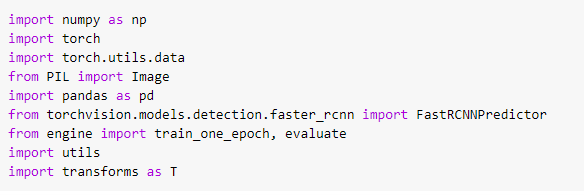 import numpy as np
import torch
import torch.utils.data
from PIL import Image
import pandas as pd
from torchvision.models.detection.faster_rcnn import FastRCNNPredictor
from engine import train_one_epoch, evaluate
import utils
import transforms as T